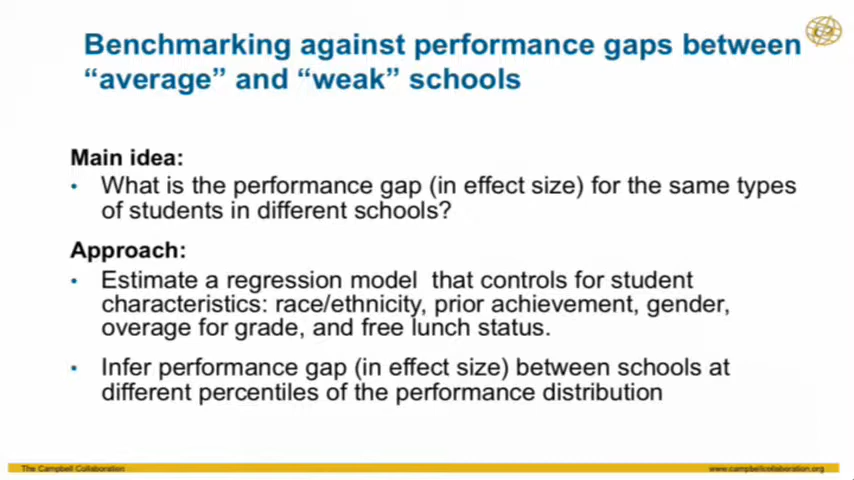 Benchmarking against performance gaps between
“average” and “weak” schools
Main idea:
• What is the performance gap (in effect size) for the same types
of students in different schools?
Approach:
• Estimate a regression model that controls for student
characteristics: race/ethnicity, prior achievement, gender,
overage for grade, and free lunch status.
• Infer performance gap (in effect size) between schools at
different percentiles of the performance distribution
The Campbell Collaboration
www.campbellcollaboration.org